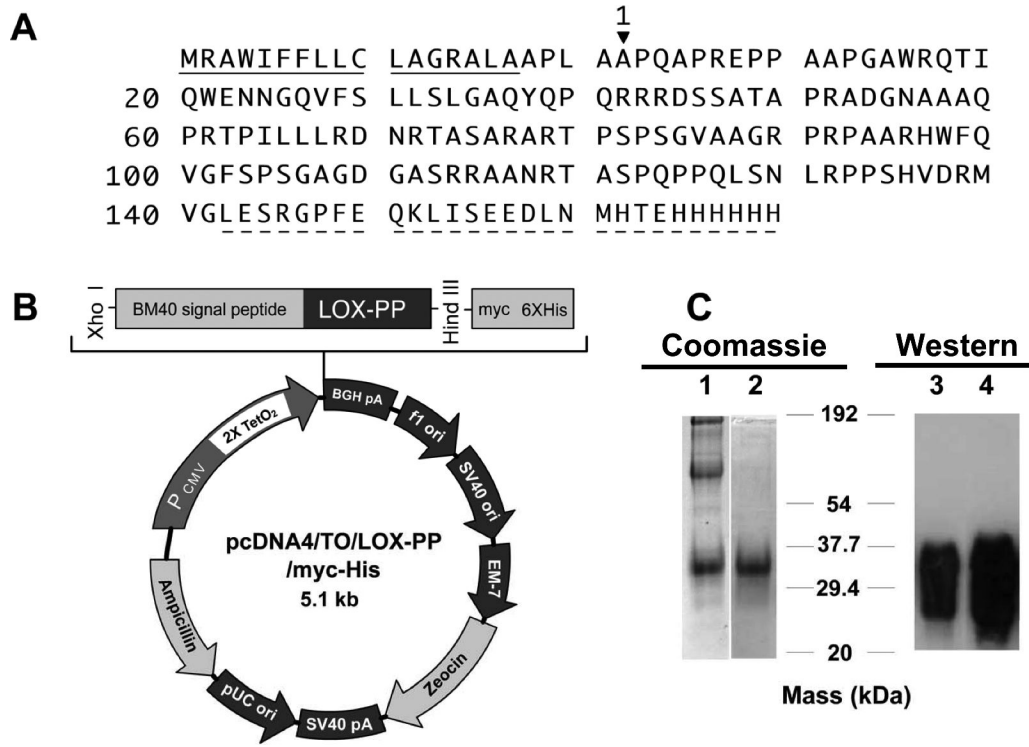 A
1
MRAWIFFLLC LAGRALAAPL AAPQAPREPP AAPGAWRQTI
20 QWENNGQVFS LLSLGAQYQP QRRRDSSATA PRADGNAAAQ
60 PRTPILLLRD NRTASARART PSPSGVAAGR PRPAARHWFQ
100 VGFSPSGAGD GASRRAANRT ASPQPPQLSN LRPPSHVDRM
140 VGLESRGPFE QKLISEEDLN MHTEHHHHHH
B
Xho I
BM40 signal peptide
LOX-PP
Hind III
myc 6XHis
BGH pA
f1 ori
SV40 ori
EM-7
Zeocin
SV40 pA
pUC ori
Ampicillin
P CMV
2X TetO2
pcDNA4/TO/LOX-PP
/myc-His
5.1 kb
C
Coomassie Western
1 2 3 4
192
54
37.7
29.4
20
Mass (kDa)